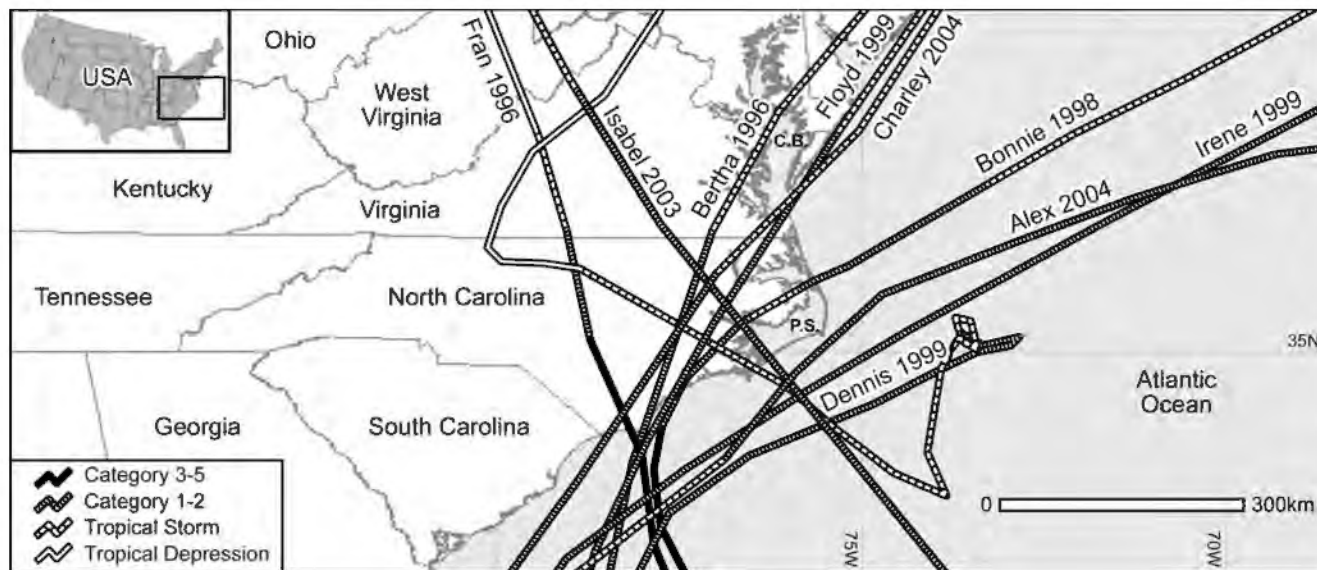 USA
Ohio
West
Virginia
Kentucky
Virginia
Tennessee
North Carolina
Georgia
South Carolina
Fran 1996
Isabel 2003
Bertha 1996
Floyd 1999
Charley 2004
C.B.
Bonnie 1998
Irene 1999
Alex 2004
P.S.
Dennis 1999
35N
Atlantic
Ocean
Category 3-5
Category 1-2
Tropical Storm
Tropical Depression
0
300km
75W
70W